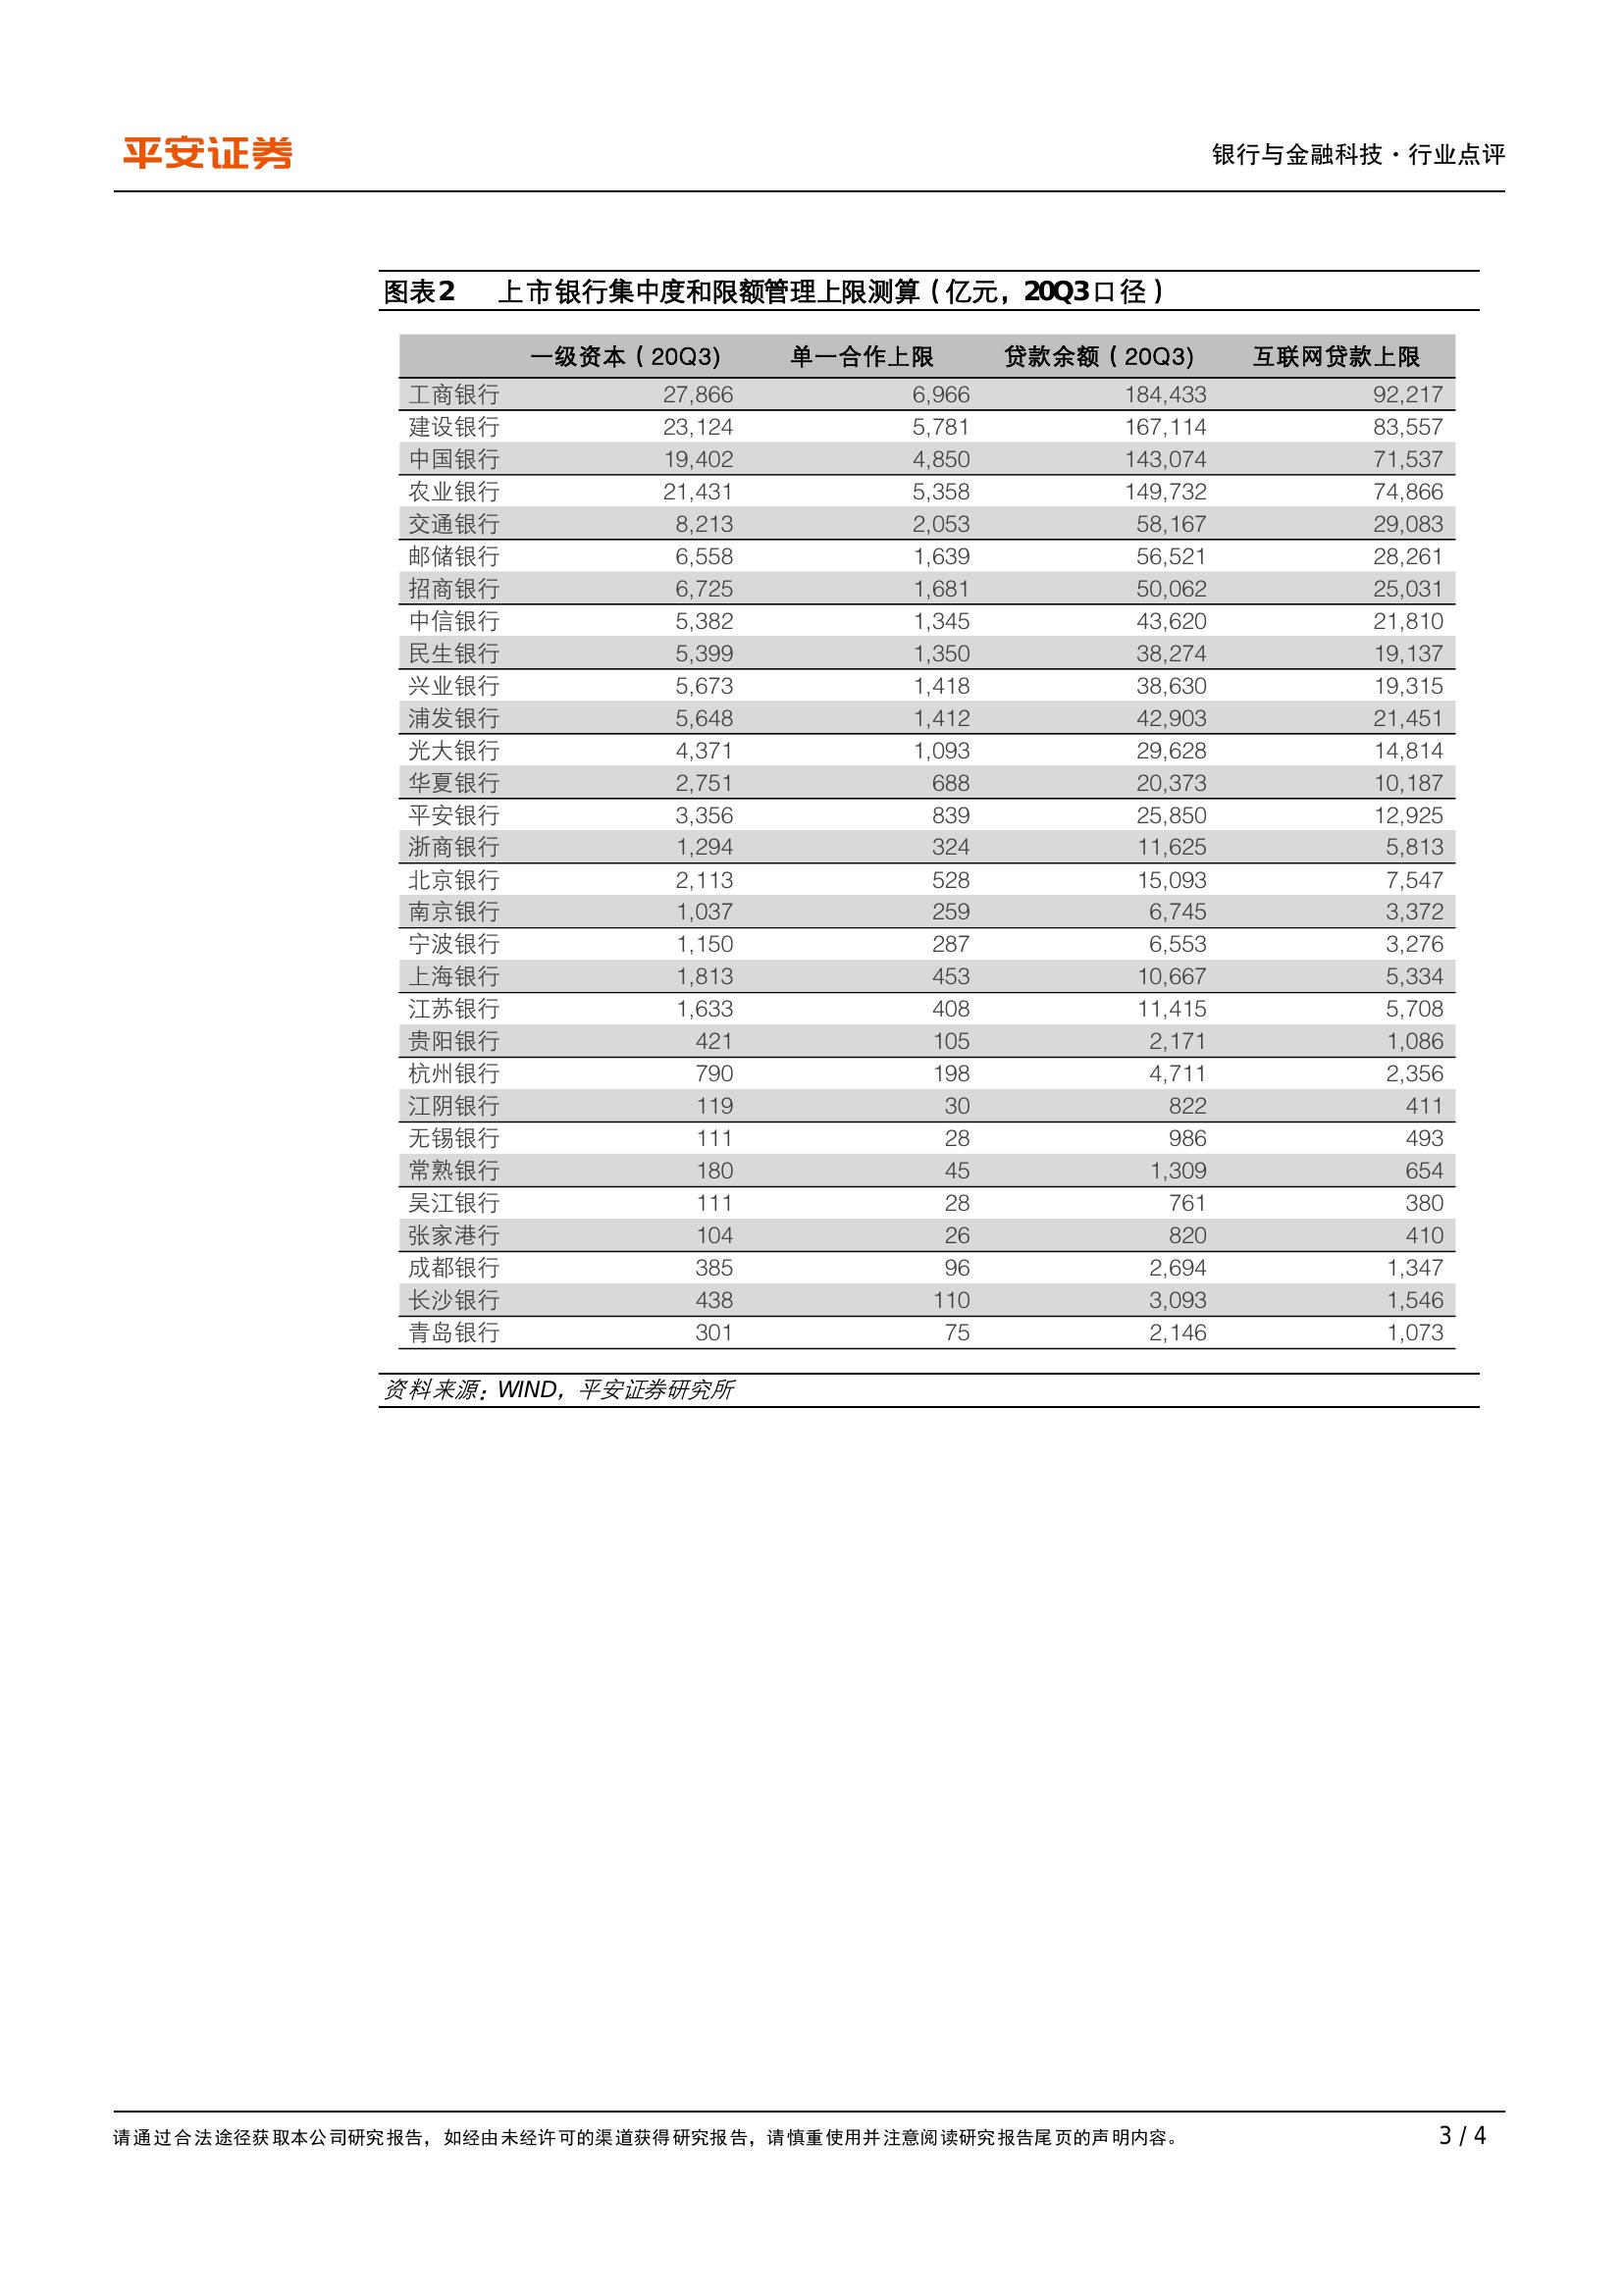 平安证券
银行与金融科技·行业点评
图表2 上市银行集中度和限额管理上限测算（亿元，20Q3口径）
一级资本（20Q3) 单一合作上限 贷款余额（20Q3) 互联网贷款上限
工商银行 27,866 6,966 184,433 92,217
建设银行 23,124 5,781 167,114 83,557
中国银行 19,402 4,850 143,074 71,537
农业银行 21,431 5,358 149,732 74,866
交通银行 8,213 2,053 58,167 29,083
邮储银行 6,558 1,639 56,521 28,261
招商银行 6,725 1,681 50,062 25,031
中信银行 5,382 1,345 43,620 21,810
民生银行 5,399 1,350 38,274 19,137
兴业银行 5,673 1,418 38,630 19,315
浦发银行 5,648 1,412 42,903 21,451
光大银行 4,371 1,093 29,628 14,814
华夏银行 2,751 688 20,373 10,187
平安银行 3,356 839 25,850 12,925
浙商银行 1,294 324 11,625 5,813
北京银行 2,113 528 15,093 7,547
南京银行 1,037 259 6,745 3,372
宁波银行 1,150 287 6,553 3,276
上海银行 1,813 453 10,667 5,334
江苏银行 1,633 408 11,415 5,708
贵阳银行 421 105 2,171 1,086
杭州银行 790 198 4,711 2,356
江阴银行 119 30 822 411
无锡银行 111 28 986 493
常熟银行 180 45 1,309 654
吴江银行 111 28 761 380
张家港行 104 26 820 410
成都银行 385 96 2,694 1,347
长沙银行 438 110 3,093 1,546
青岛银行 301 75 2,146 1,073
资料来源：WIND，平安证券研究所
请通过合法途径获取本公司研究报告，如经由未经许可的渠道获得研究报告，请慎重使用并注意阅读研究报告尾页的声明内容。 3 / 4